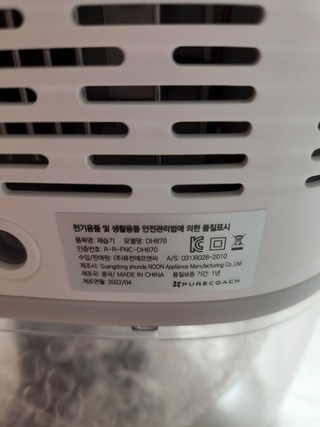 전기용품 및 생활용품 안전관리법에 의한 품질표시
품목명: 제습기 모델명: DH870
인증번호: R-R-FNC-DH870
수입/판매원: (주)유천에프앤씨 A/S: 031)8028-2010
제조사: Guangdong shunde NOON Appliance Manufacturing Co.,Ltd
제조국: 중국/ MADE IN CHINA 품질보증 기간: 1년
제조연월: 2022/04 PURECOACH